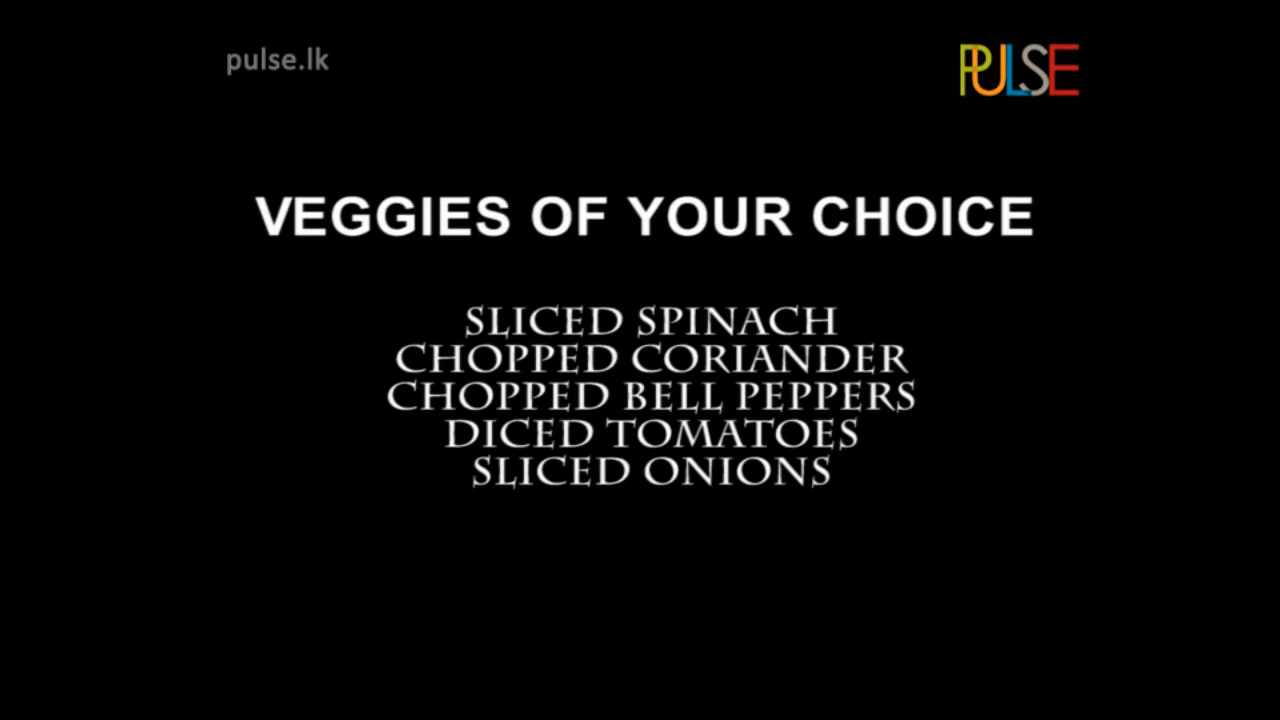 pulse.lk
PULSE
VEGGIES OF YOUR CHOICE
SLICED SPINACH
CHOPPED CORIANDER
CHOPPED BELL PEPPERS
DICED TOMATOES
SLICED ONIONS